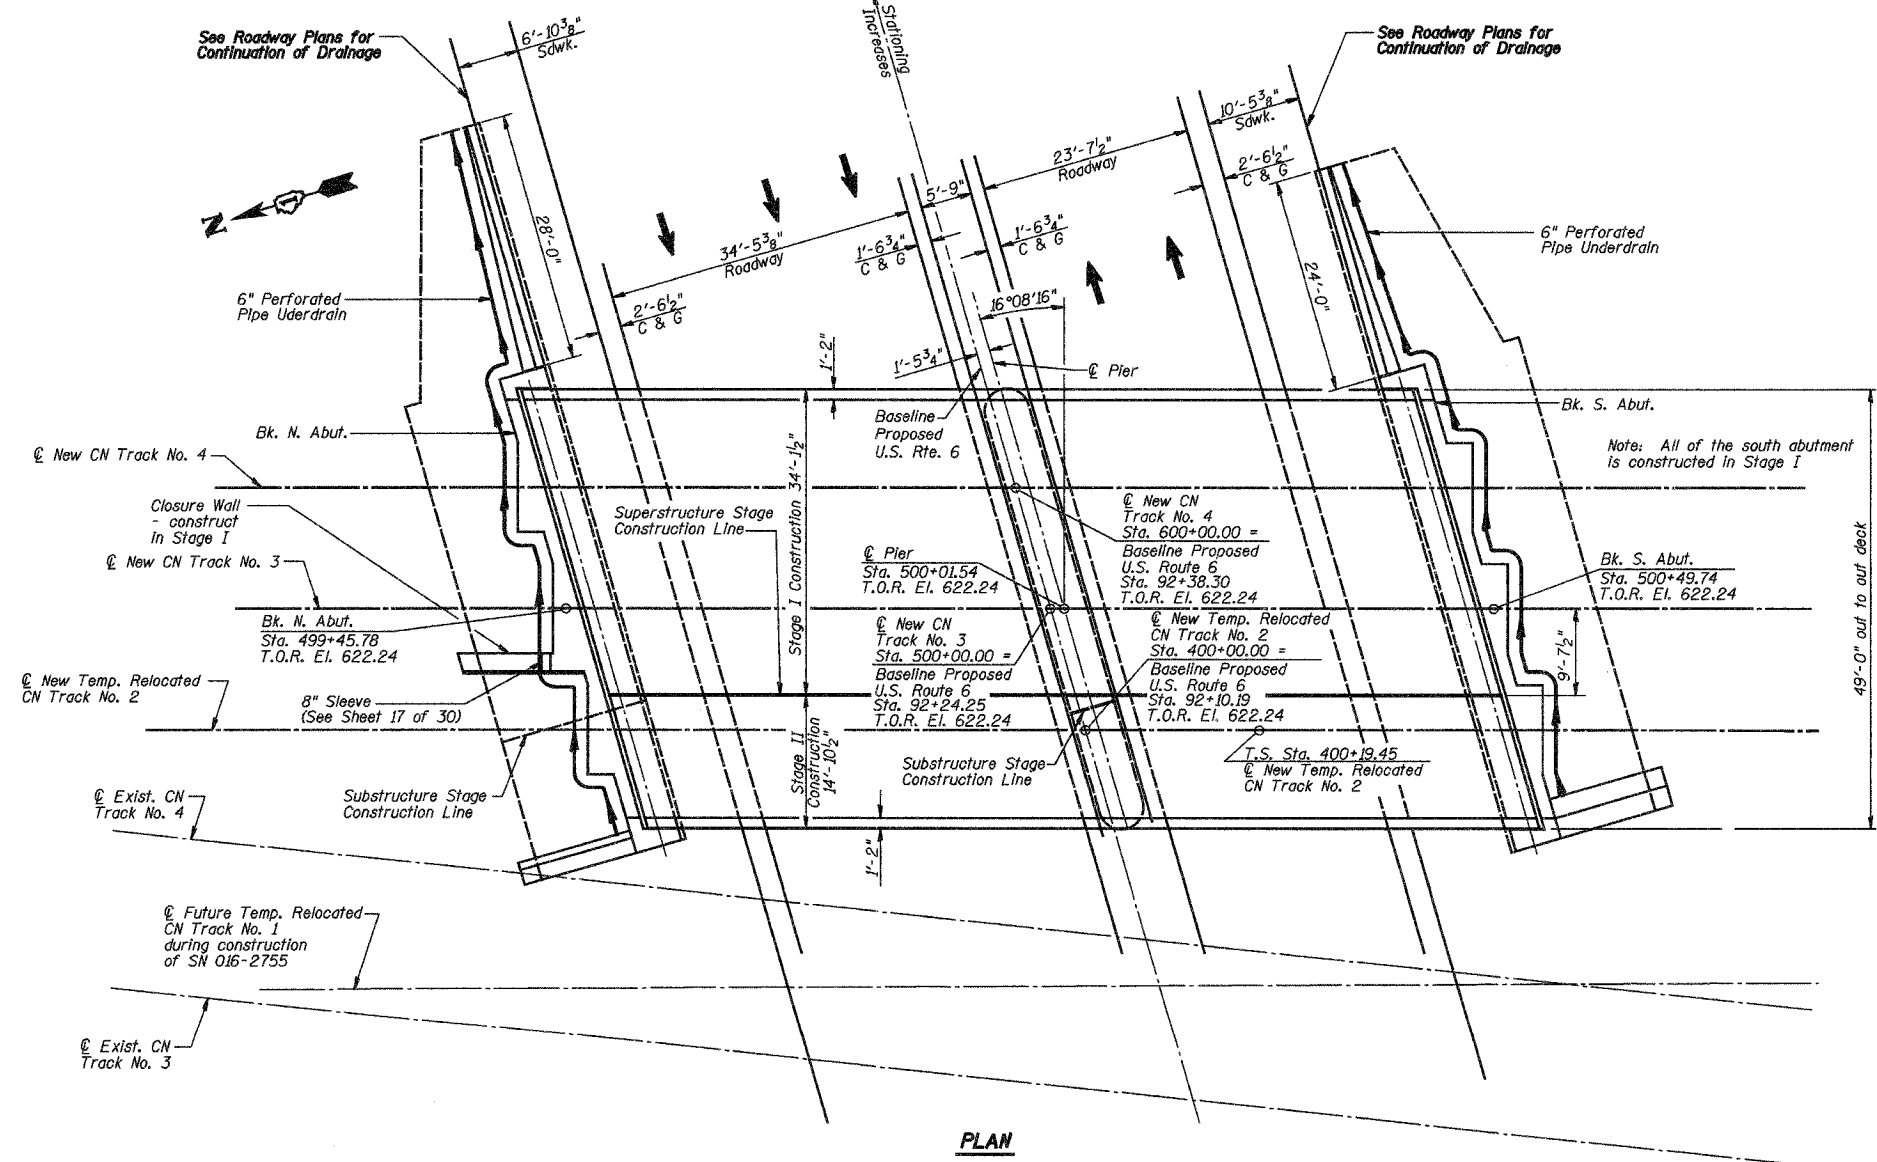 See Roadway Plans for
Continuation of Drainage
6'-10 3/8"
Sdwk.
Stationing
Increases
See Roadway Plans for
Continuation of Drainage
10'-5 3/8"
Sdwk.
23'-7 1/2"
Roadway
2'-6 1/2"
C & G
N
5'-9"
28'-0"
34'-5 3/8"
Roadway
1'-6 3/4"
C & G
1'-6 3/4"
C & G
6" Perforated
Pipe Underdrain
24'-0"
6" Perforated
Pipe Uderdrain
2'-6 1/2"
C & G
16°08'16"
1'-2"
1'-5 3/4"
℄ Pier
Baseline
Proposed
U.S. Rte. 6
Bk. S. Abut.
Bk. N. Abut.
Note: All of the south abutment
is constructed in Stage I
℄ New CN Track No. 4
Closure Wall
- construct
in Stage I
Superstructure Stage
Construction Line
Stage I Construction 34'-1 1/2"
℄ New CN
Track No. 4
Sta. 600+00.00 =
Baseline Proposed
U.S. Route 6
Sta. 92+38.30
T.O.R. El. 622.24
℄ Pier
Sta. 500+01.54
T.O.R. El. 622.24
℄ New CN Track No. 3
Bk. S. Abut.
Sta. 500+49.74
T.O.R. El. 622.24
49'-0" out to out deck
Bk. N. Abut.
Sta. 499+45.78
T.O.R. El. 622.24
℄ New CN
Track No. 3
Sta. 500+00.00 =
Baseline Proposed
U.S. Route 6
Sta. 92+24.25
T.O.R. El. 622.24
℄ New Temp. Relocated
CN Track No. 2
Sta. 400+00.00 =
Baseline Proposed
U.S. Route 6
Sta. 92+10.19
T.O.R. El. 622.24
9'-7 1/2"
℄ New Temp. Relocated
CN Track No. 2
8" Sleeve
(See Sheet 17 of 30)
Stage II
Construction
14'-10 1/2"
Substructure Stage
Construction Line
T.S. Sta. 400+19.45
℄ New Temp. Relocated
CN Track No. 2
℄ Exist. CN
Track No. 4
Substructure Stage
Construction Line
1'-2"
℄ Future Temp. Relocated
CN Track No. 1
during construction
of SN 016-2755
℄ Exist. CN
Track No. 3
PLAN